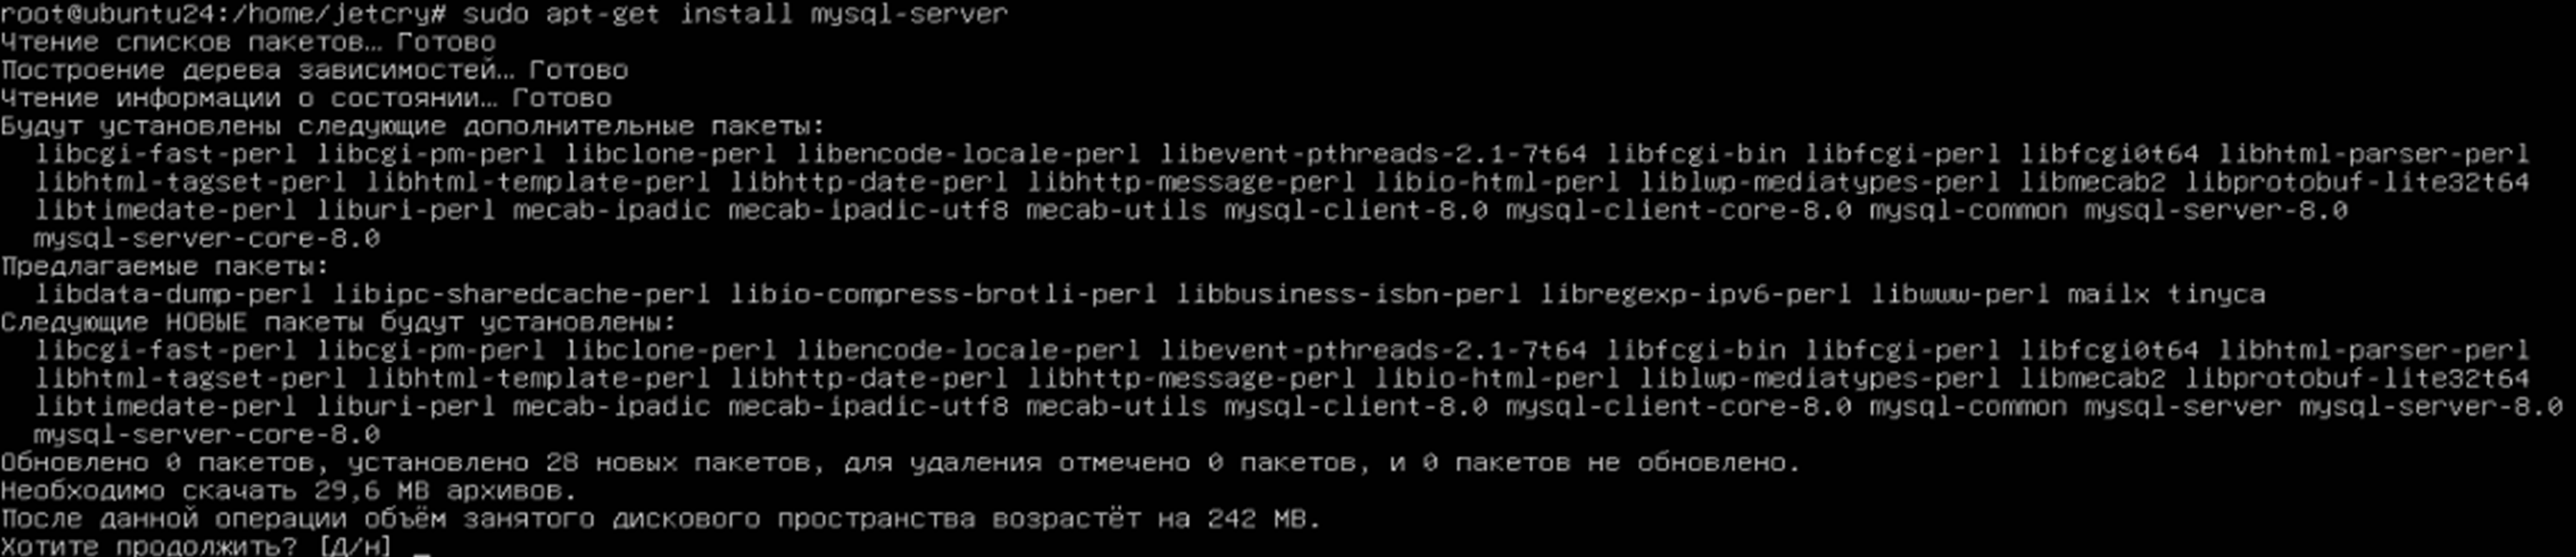 root@ubuntu24:/home/jetcry# sudo apt-get install mysql-server
Чтение списков пакетов… Готово
Построение дерева зависимостей… Готово
Чтение информации о состоянии… Готово
Будут установлены следующие дополнительные пакеты:
libcgi-fast-perl libcgi-pm-perl libclone-perl libencode-locale-perl libevent-pthreads-2.1-7t64 libfcgi-bin libfcgi-perl libfcgi0t64 libhtml-parser-perl
libhtml-tagset-perl libhtml-template-perl libhttp-date-perl libhttp-message-perl libio-html-perl liblwp-mediatypes-perl libmecab2 libprotobuf-lite32t64
libtimedate-perl liburi-perl mecab-ipadic mecab-ipadic-utf8 mecab-utils mysql-client-8.0 mysql-client-core-8.0 mysql-common mysql-server-8.0
mysql-server-core-8.0
Предлагаемые пакеты:
libdata-dump-perl libipc-sharedcache-perl libio-compress-brotli-perl libbusiness-isbn-perl libregexp-ipv6-perl libwww-perl mailx tinyca
Следующие НОВЫЕ пакеты будут установлены:
libcgi-fast-perl libcgi-pm-perl libclone-perl libencode-locale-perl libevent-pthreads-2.1-7t64 libfcgi-bin libfcgi-perl libfcgi0t64 libhtml-parser-perl
libhtml-tagset-perl libhtml-template-perl libhttp-date-perl libhttp-message-perl libio-html-perl liblwp-mediatypes-perl libmecab2 libprotobuf-lite32t64
libtimedate-perl liburi-perl mecab-ipadic mecab-ipadic-utf8 mecab-utils mysql-client-8.0 mysql-client-core-8.0 mysql-common mysql-server mysql-server-8.0
mysql-server-core-8.0
Обновлено 0 пакетов, установлено 28 новых пакетов, для удаления отмечено 0 пакетов, и 0 пакетов не обновлено.
Необходимо скачать 29,6 MB архивов.
После данной операции объём занятого дискового пространства возрастёт на 242 MB.
Хотите продолжить? [Д/н] _